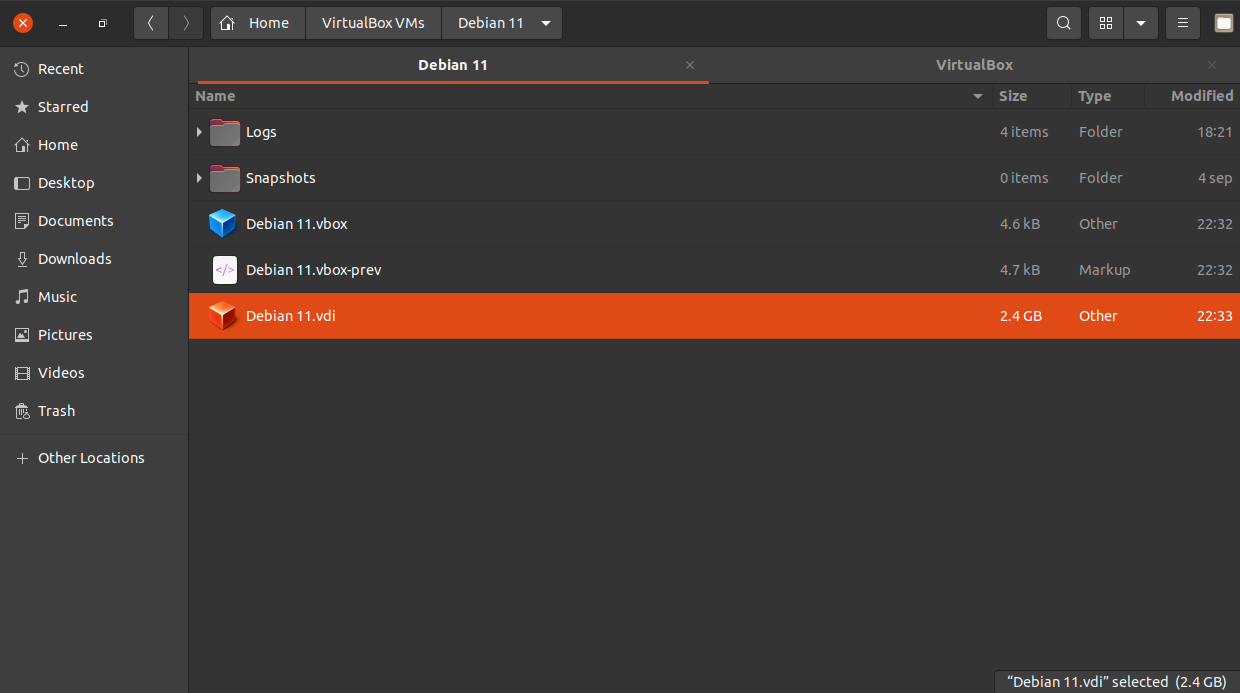 Home VirtualBox VMs Debian 11
Recent
Starred
Home
Desktop
Documents
Downloads
Music
Pictures
Videos
Trash
Other Locations
Debian 11 VirtualBox
Name Size Type Modified
Logs 4 items Folder 18:21
Snapshots 0 items Folder 4 sep
Debian 11.vbox 4.6 kB Other 22:32
</> Debian 11.vbox-prev 4.7 kB Markup 22:32
Debian 11.vdi 2.4 GB Other 22:33
“Debian 11.vdi” selected (2.4 GB)